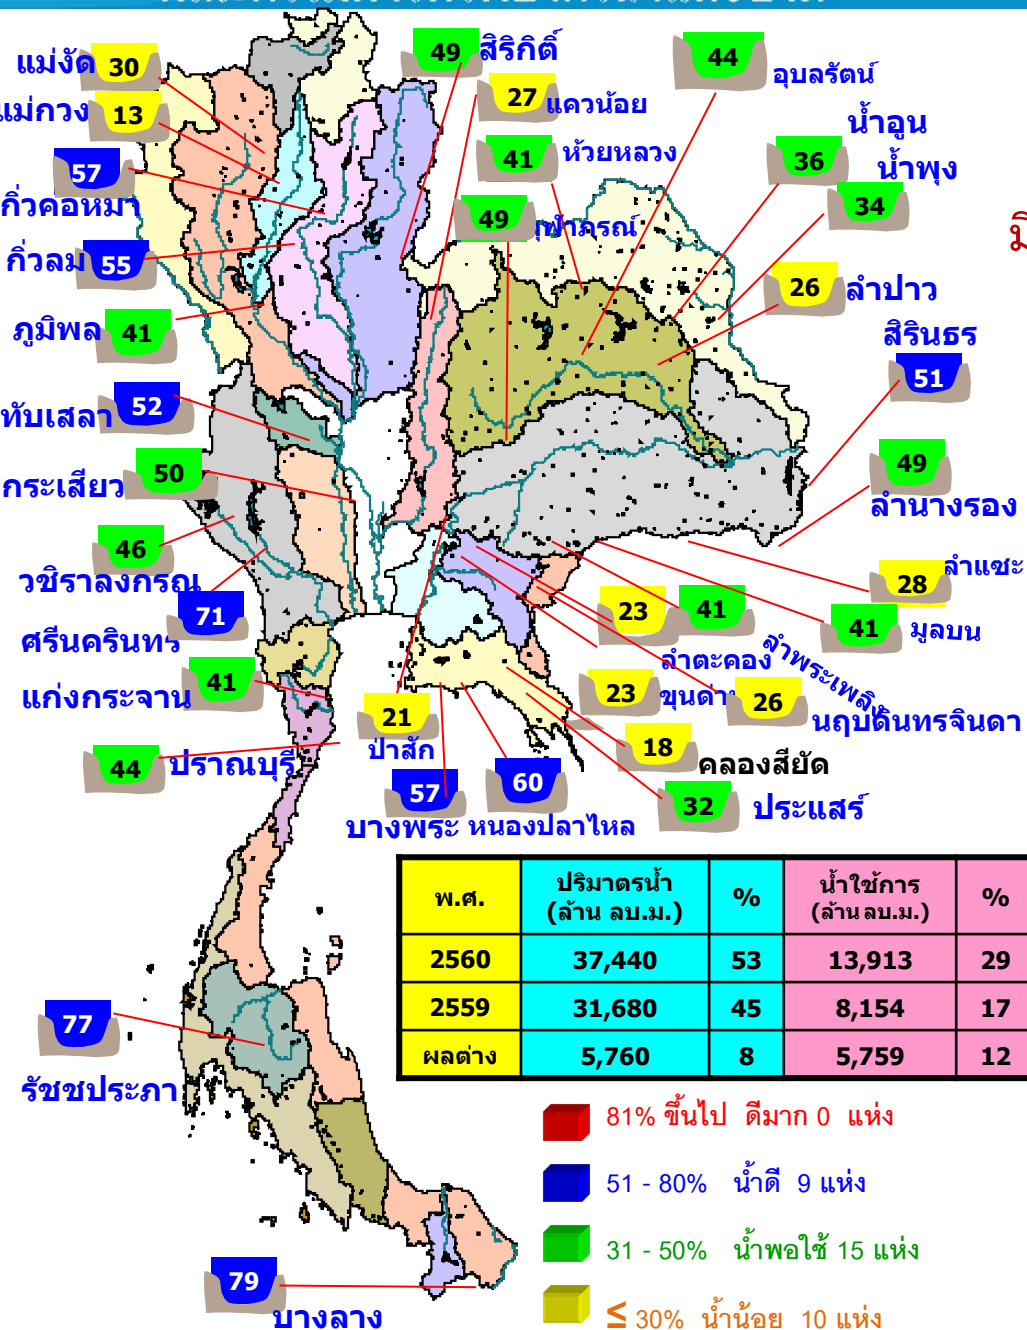 แม่งัด
30
แม่กวง
13
57
กิ่วคอหมา
กิ่วลม
55
ภูมิพล
41
ทับเสลา
52
กระเสียว
50
46
วชิราลงกรณ
71
ศรีนครินทร์
แก่งกระจาน
41
44
ปราณบุรี
49
สิริกิติ์
27
แควน้อย
41
ห้วยหลวง
49
44
อุบลรัตน์
น้ำอูน
36
น้ำพุง
34
26
ลำปาว
สิรินธร
51
49
ลำนางรอง
ลำแชะ
28
41
มูลบน
23
41
ลำตะคอง
ลำพระเพลิง
23
26
นฤบดินทรจินดา
21
ป่าสัก
18
คลองสียัด
32
ประแสร์
57
บางพระ
60
หนองปลาไหล
พ.ศ. ปริมาตรน้ำ (ล้าน ลบ.ม.) % น้ำใช้การ (ล้าน ลบ.ม.) %
2560 37,440 53 13,913 29
2559 31,680 45 8,154 17
ผลต่าง 5,760 8 5,759 12
77
รัชชประภา
79
บางลาง
81% ขึ้นไป ดีมาก 0 แห่ง
51 - 80% น้ำดี 9 แห่ง
31 - 50% น้ำพอใช้ 15 แห่ง
≤ 30% น้ำน้อย 10 แห่ง